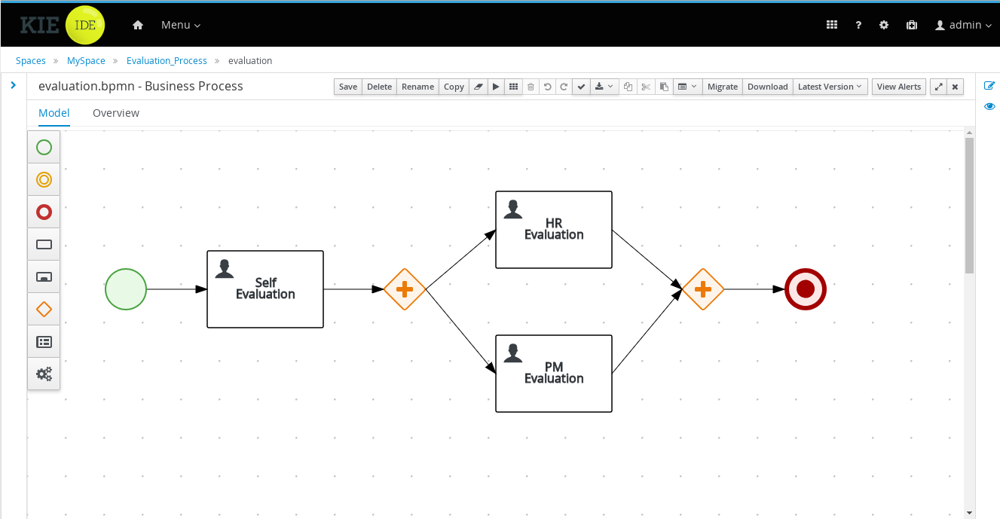 KIE IDE Menu ? admin
Spaces » MySpace » Evaluation_Process » evaluation
evaluation.bpmn - Business Process
Save Delete Rename Copy Migrate Download Latest Version View Alerts
Model Overview
HR
Evaluation
Self
Evaluation
PM
Evaluation